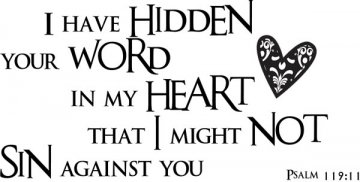 I HAVE HIDDEN
YOUR WORD
IN MY HEART
THAT I MIGHT NOT
SIN AGAINST YOU
PSALM 119:11